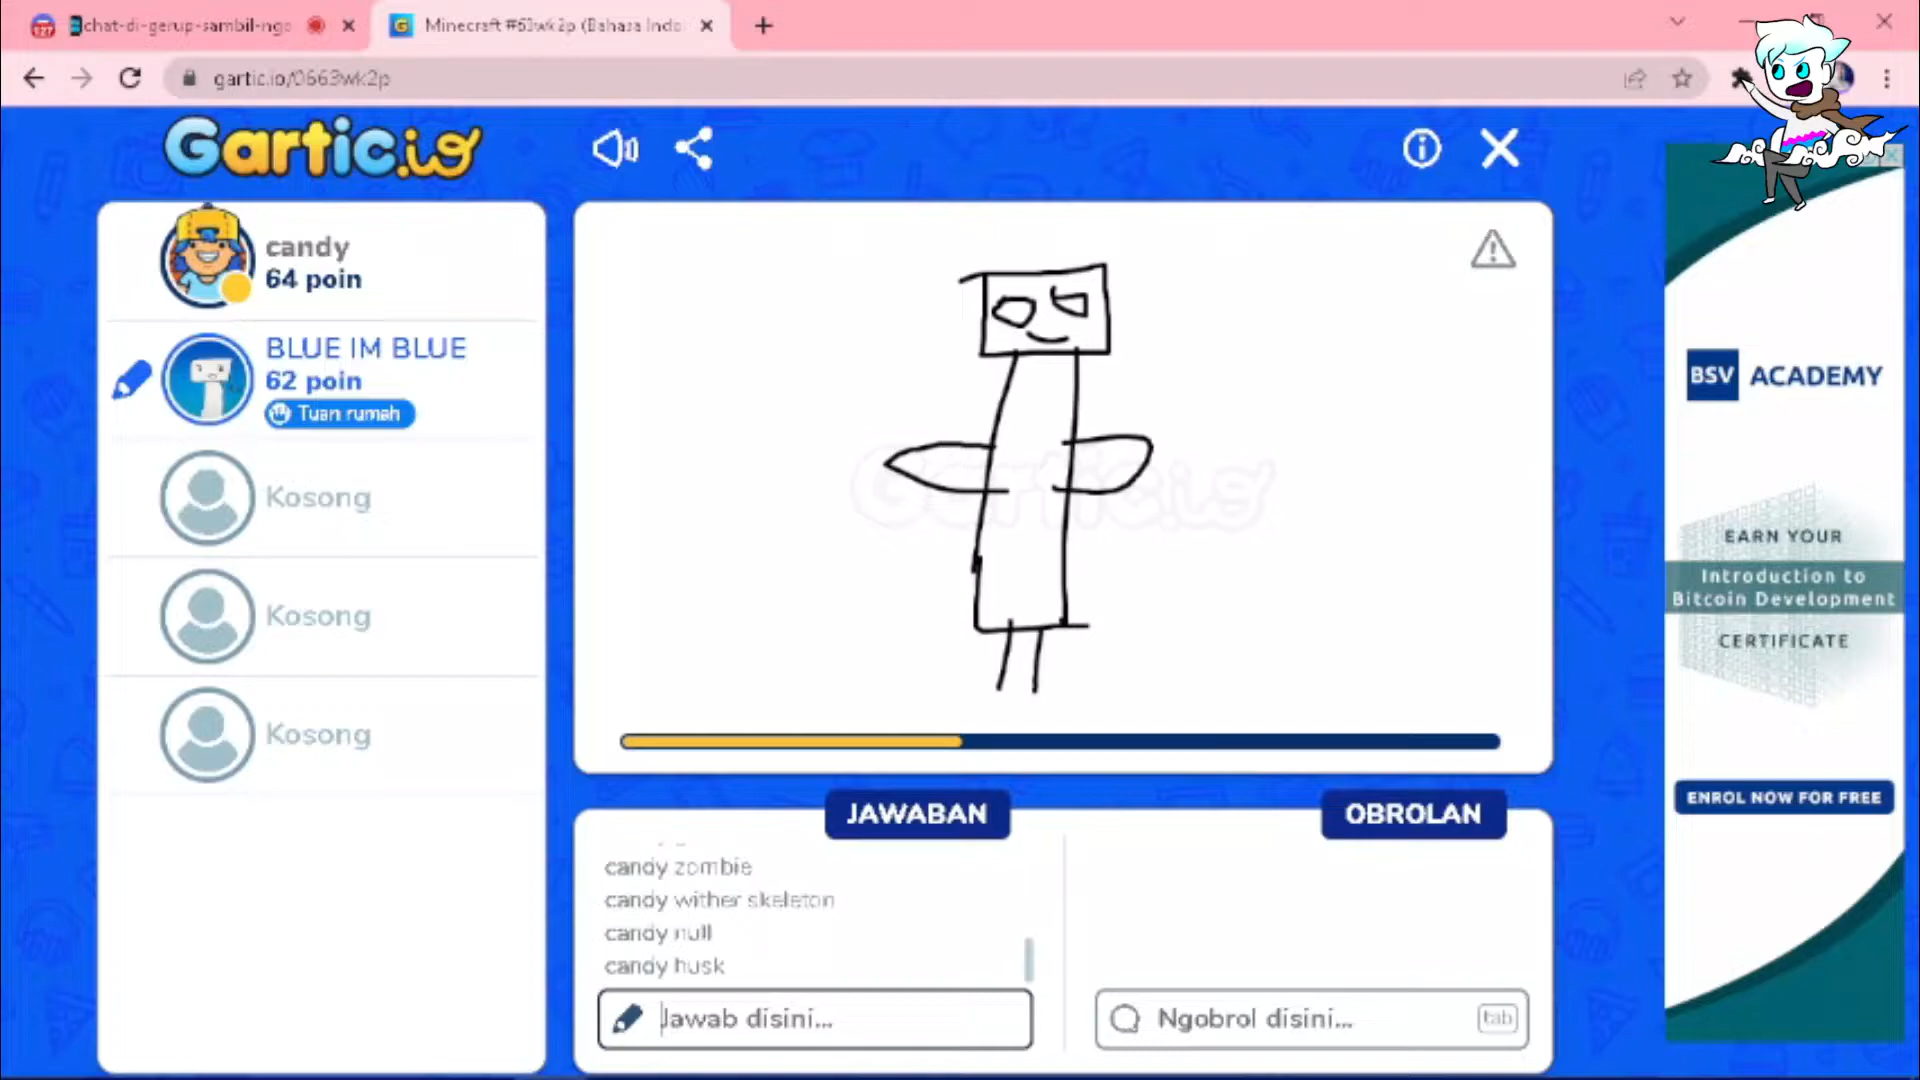 chat-di-gerup-sambil-ngo
Minecraft #63wk2p (Bahasa Indo
gartic.io/0663wk2p
Gartic.io
candy
64 poin
BLUE IM BLUE
62 poin
Tuan rumah
Kosong
Kosong
Kosong
Gartic.io
JAWABAN
candy zombie
candy wither skeleton
candy null
candy husk
Jawab disini...
OBROLAN
Ngobrol disini...
tab
BSV ACADEMY
EARN YOUR
Introduction to
Bitcoin Development
CERTIFICATE
ENROL NOW FOR FREE